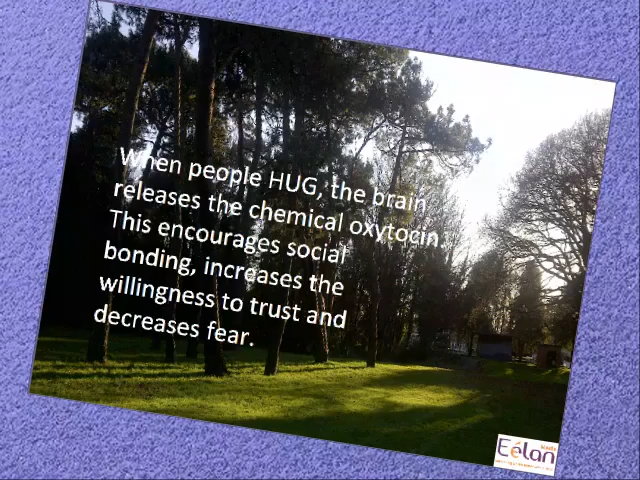 When people HUG, the brain
releases the chemical oxytocin.
This encourages social
bonding, increases the
willingness to trust and
decreases fear.
Eélan